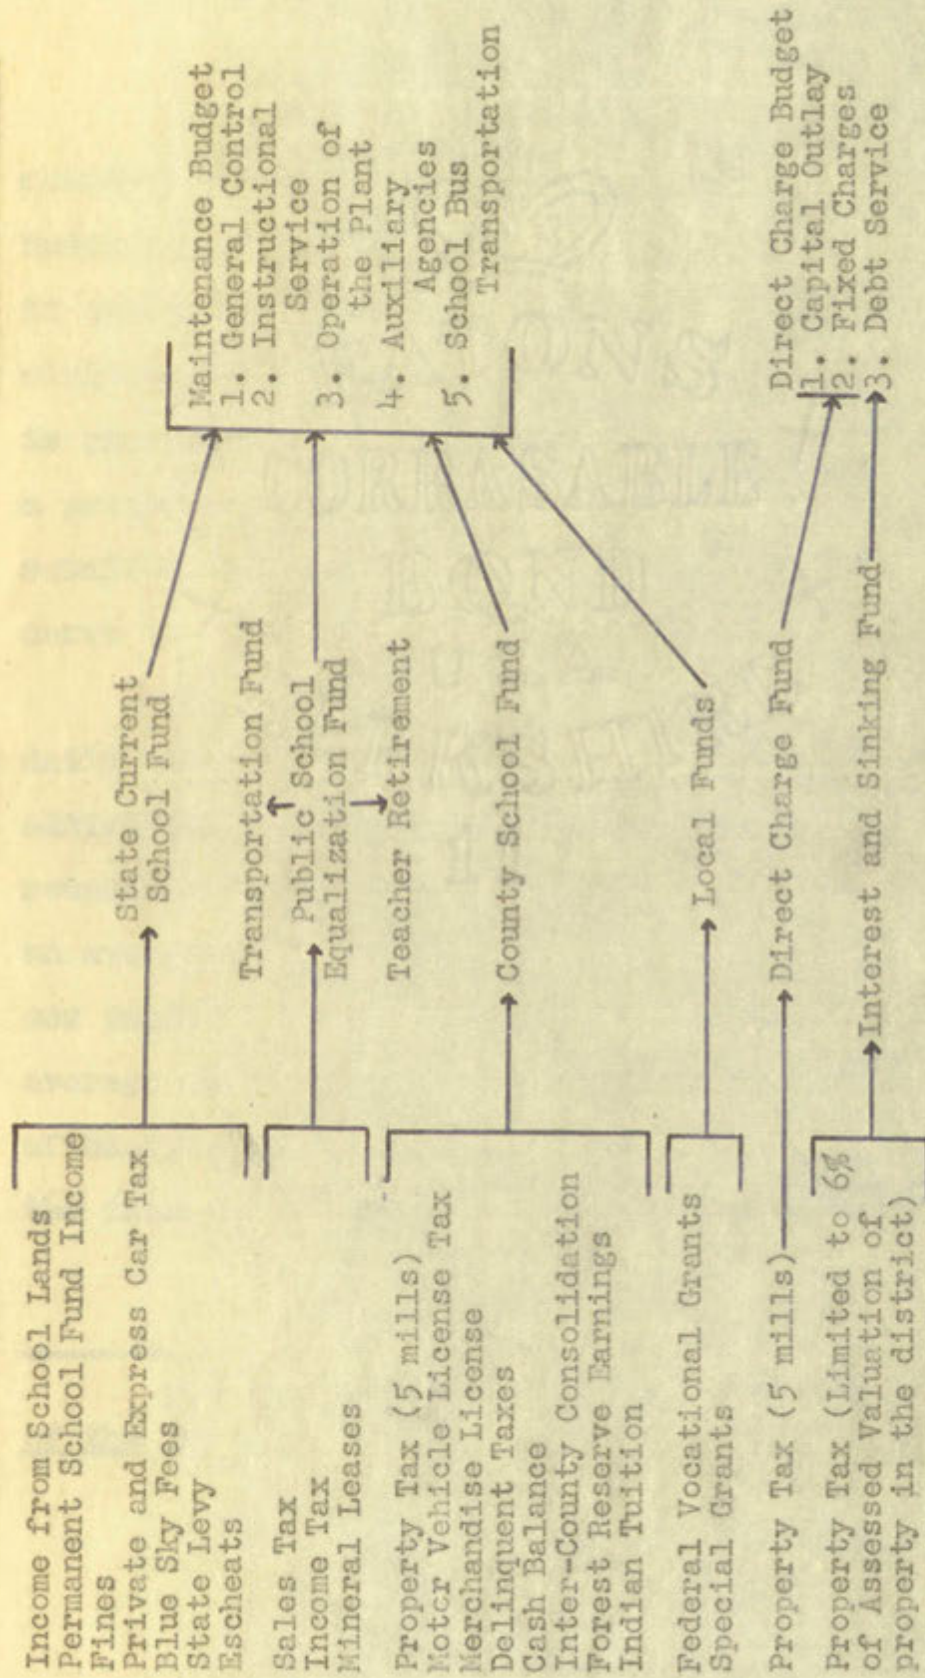 Income from School Lands
Permanent School Fund Income
Fines
Private and Express Car Tax
Blue Sky Fees
State Levy
Escheats
Sales Tax
Income Tax
Mineral Leases
Property Tax (5 mills)
Motor Vehicle License Tax
Merchandise License
Delinquent Taxes
Cash Balance
Inter-County Consolidation
Forest Reserve Earnings
Indian Tuition
Federal Vocational Grants
Special Grants
Property Tax (5 mills)
Property Tax (Limited to 6%
of Assessed Valuation of
property in the district)
State Current
School Fund
Transportation Fund
Public School
Equalization Fund
Teacher Retirement
County School Fund
Local Funds
Direct Charge Fund
Interest and Sinking Fund
Maintenance Budget
1. General Control
2. Instructional
Service
3. Operation of
the Plant
4. Auxiliary
Agencies
5. School Bus
Transportation
Direct Charge Budget
1. Capital Outlay
2. Fixed Charges
3. Debt Service